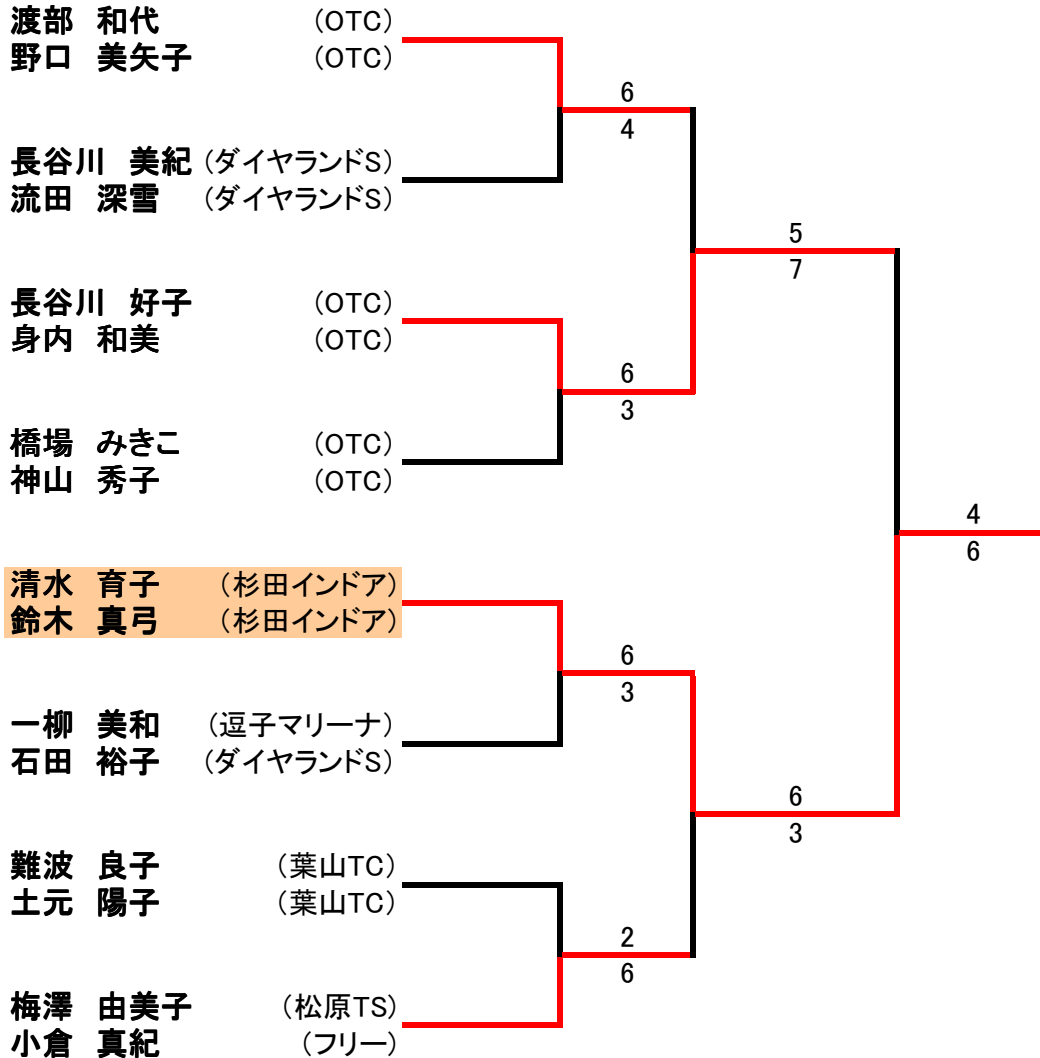 渡部 和代 (OTC)
野口 美矢子 (OTC)
長谷川 美紀 (ダイヤランドS)
流田 深雪 (ダイヤランドS)
長谷川 好子 (OTC)
身内 和美 (OTC)
橋場 みきこ (OTC)
神山 秀子 (OTC)
清水 育子 (杉田インドア)
鈴木 真弓 (杉田インドア)
一柳 美和 (逗子マリーナ)
石田 裕子 (ダイヤランドS)
難波 良子 (葉山TC)
土元 陽子 (葉山TC)
梅澤 由美子 (松原TS)
小倉 真紀 (フリー)
6
4
6
3
6
3
2
6
5
7
6
3
4
6